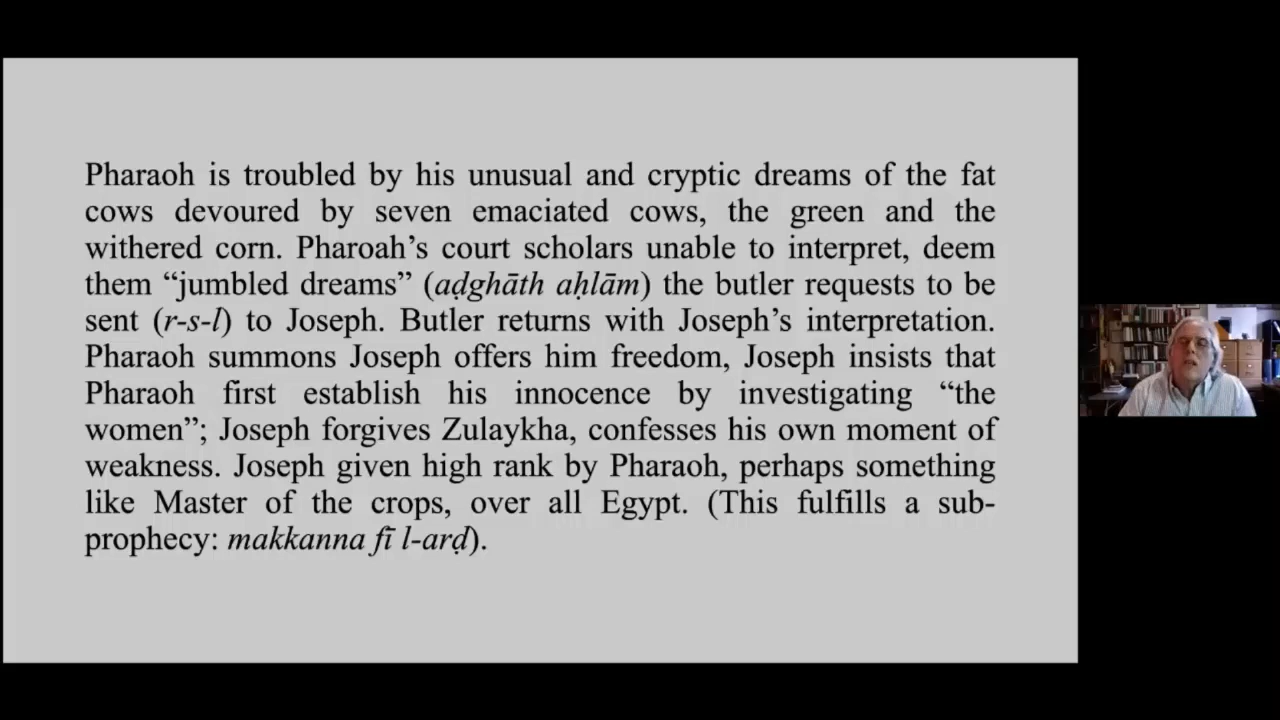 Pharaoh is troubled by his unusual and cryptic dreams of the fat
cows devoured by seven emaciated cows, the green and the
withered corn. Pharoah’s court scholars unable to interpret, deem
them “jumbled dreams” (aḍghāth aḥlām) the butler requests to be
sent (r-s-l) to Joseph. Butler returns with Joseph’s interpretation.
Pharaoh summons Joseph offers him freedom, Joseph insists that
Pharaoh first establish his innocence by investigating “the
women”; Joseph forgives Zulaykha, confesses his own moment of
weakness. Joseph given high rank by Pharaoh, perhaps something
like Master of the crops, over all Egypt. (This fulfills a sub-
prophecy: makkanna fī l-arḍ).